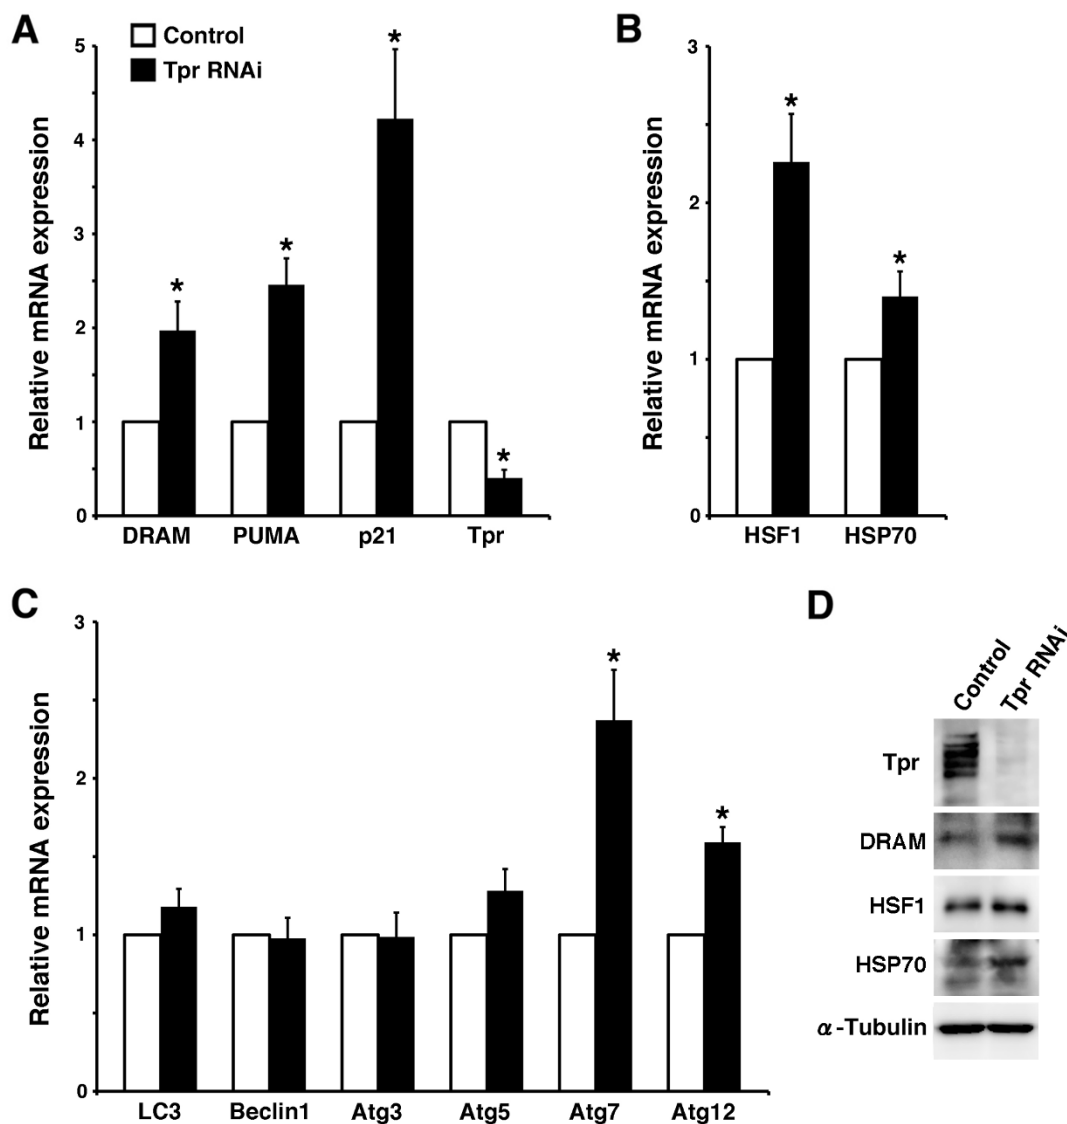 A
Control
Tpr RNAi
Relative mRNA expression
5
4
3
2
1
0
* * * *
DRAM PUMA p21 Tpr
B
Relative mRNA expression
3
2
1
0
* *
HSF1 HSP70
C
Relative mRNA expression
3
2
1
0
* *
LC3 Beclin1 Atg3 Atg5 Atg7 Atg12
D
Control Tpr RNAi
Tpr
DRAM
HSF1
HSP70
α-Tubulin